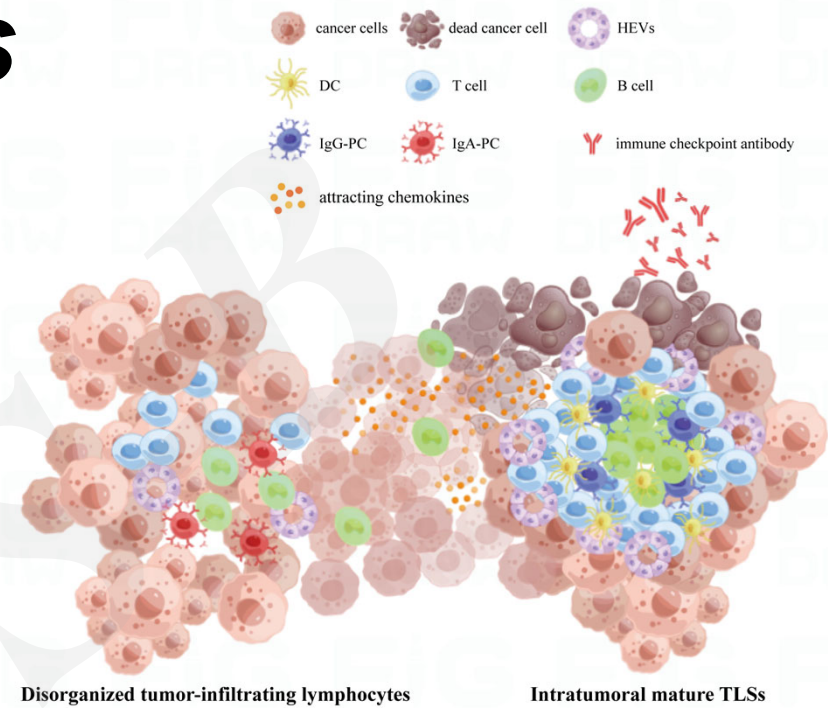 s
cancer cells dead cancer cell HEVs
DC T cell B cell
IgG-PC IgA-PC immune checkpoint antibody
attracting chemokines
Disorganized tumor-infiltrating lymphocytes Intratumoral mature TLSs